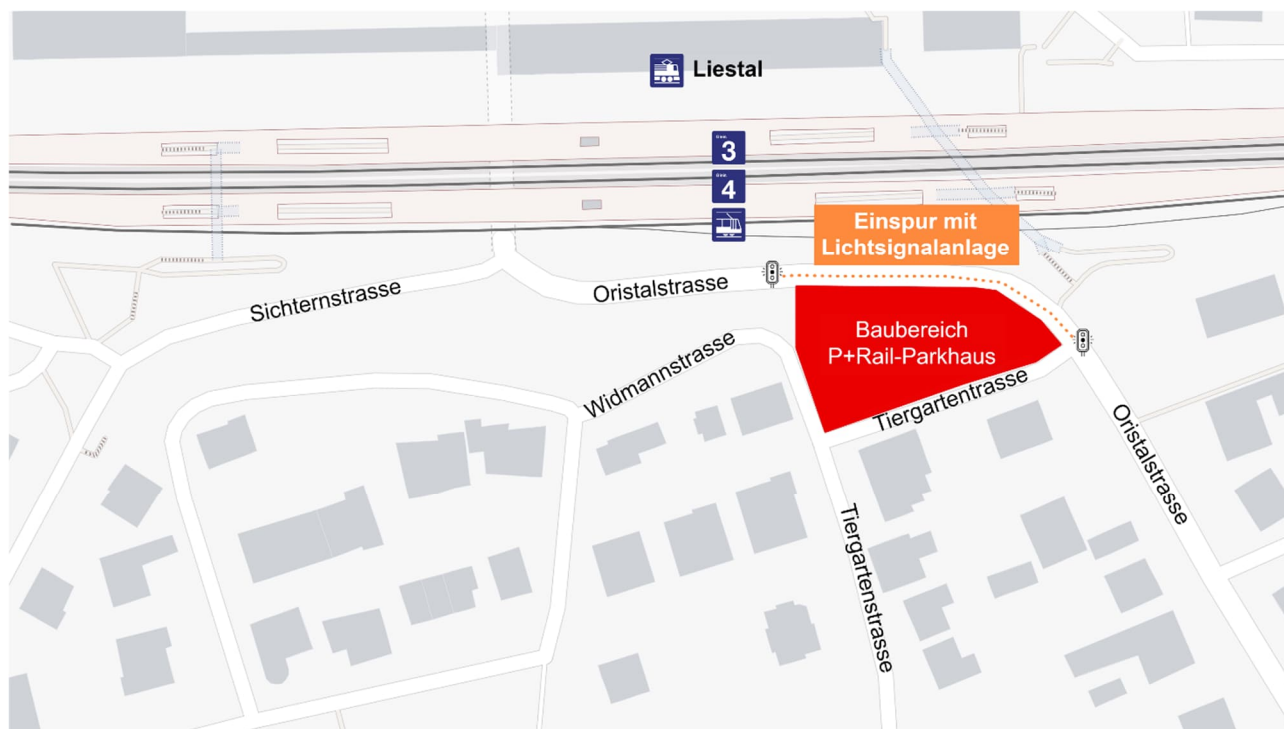 Liestal
3
4
Einspur mit
Lichtsignalanlage
Sichternstrasse
Oristalstrasse
Baubereich
P+Rail-Parkhaus
Widmannstrasse
Tiergartentrasse
Oristalstrasse
Tiergartenstrasse